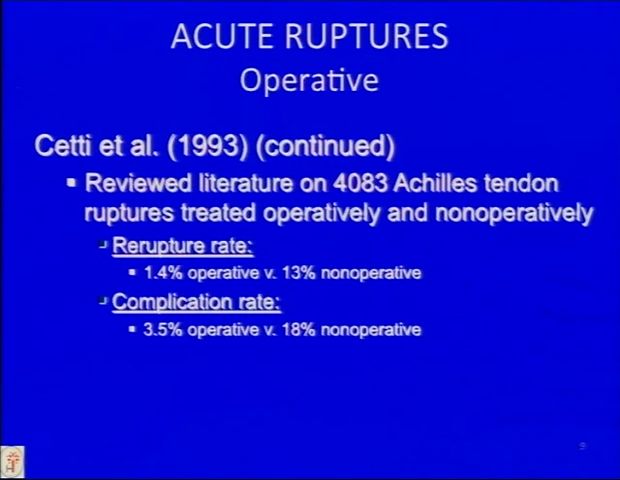 ACUTE RUPTURES
Operative
Cetti et al. (1993) (continued)
Reviewed literature on 4083 Achilles tendon
ruptures treated operatively and nonoperatively
Rerupture rate:
1.4% operative v. 13% nonoperative
Complication rate:
3.5% operative v. 18% nonoperative
9